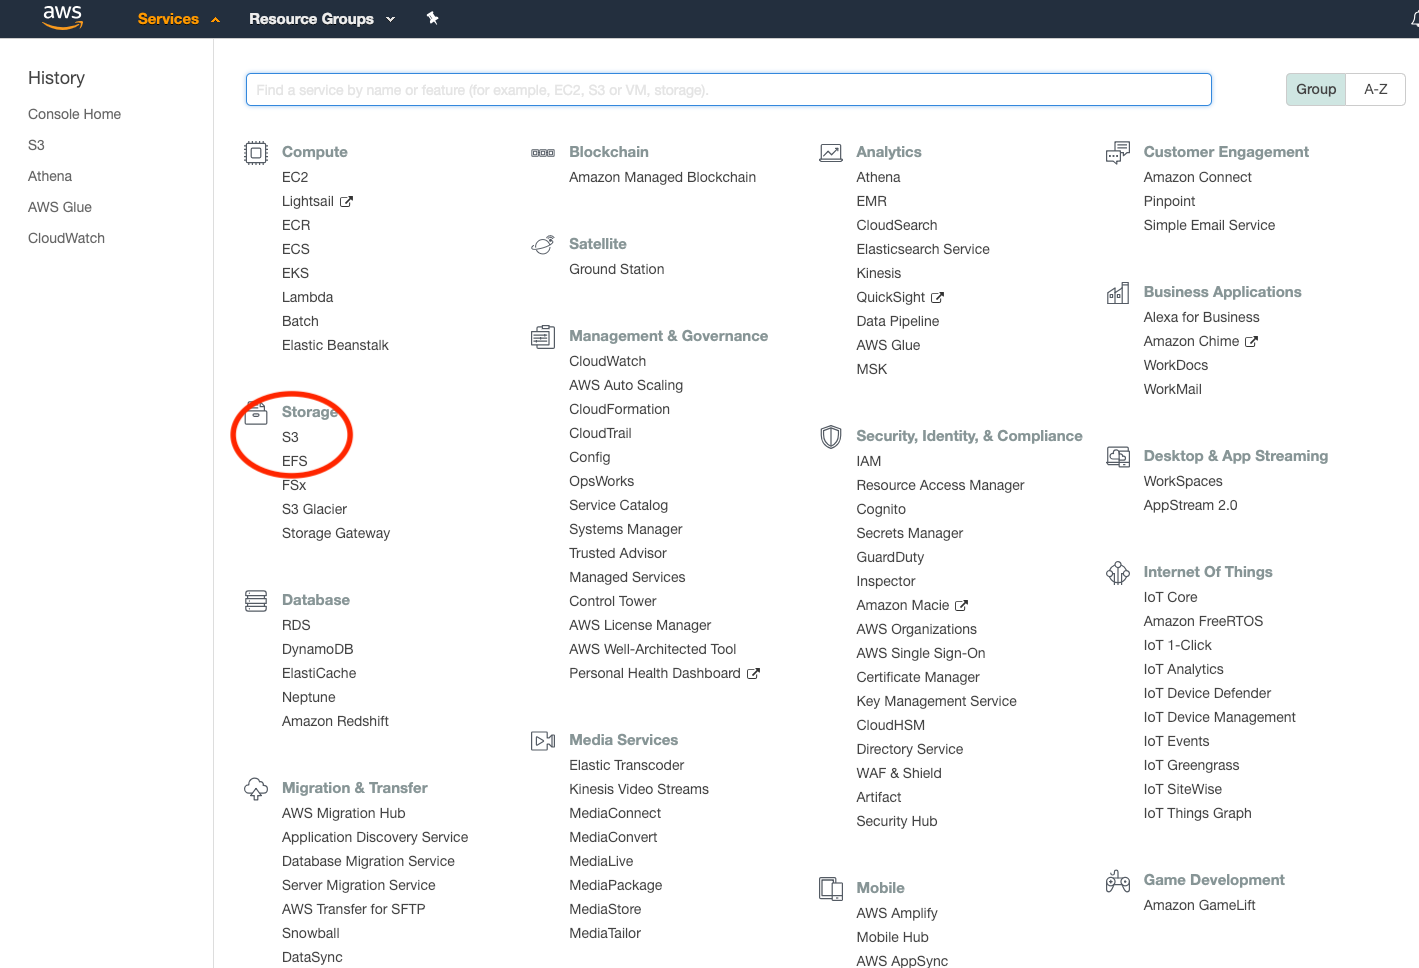 aws
Services
Resource Groups
History
Console Home
S3
Athena
AWS Glue
CloudWatch
Find a service by name or feature (for example, EC2, S3 or VM, storage).
Group
A-Z
Compute
EC2
Lightsail
ECR
ECS
EKS
Lambda
Batch
Elastic Beanstalk
Storage
S3
EFS
FSx
S3 Glacier
Storage Gateway
Database
RDS
DynamoDB
ElastiCache
Neptune
Amazon Redshift
Migration & Transfer
AWS Migration Hub
Application Discovery Service
Database Migration Service
Server Migration Service
AWS Transfer for SFTP
Snowball
DataSync
Blockchain
Amazon Managed Blockchain
Satellite
Ground Station
Management & Governance
CloudWatch
AWS Auto Scaling
CloudFormation
CloudTrail
Config
OpsWorks
Service Catalog
Systems Manager
Trusted Advisor
Managed Services
Control Tower
AWS License Manager
AWS Well-Architected Tool
Personal Health Dashboard
Media Services
Elastic Transcoder
Kinesis Video Streams
MediaConnect
MediaConvert
MediaLive
MediaPackage
MediaStore
MediaTailor
Analytics
Athena
EMR
CloudSearch
Elasticsearch Service
Kinesis
QuickSight
Data Pipeline
AWS Glue
MSK
Security, Identity, & Compliance
IAM
Resource Access Manager
Cognito
Secrets Manager
GuardDuty
Inspector
Amazon Macie
AWS Organizations
AWS Single Sign-On
Certificate Manager
Key Management Service
CloudHSM
Directory Service
WAF & Shield
Artifact
Security Hub
Mobile
AWS Amplify
Mobile Hub
AWS AppSync
Customer Engagement
Amazon Connect
Pinpoint
Simple Email Service
Business Applications
Alexa for Business
Amazon Chime
WorkDocs
WorkMail
Desktop & App Streaming
WorkSpaces
AppStream 2.0
Internet Of Things
IoT Core
Amazon FreeRTOS
IoT 1-Click
IoT Analytics
IoT Device Defender
IoT Device Management
IoT Events
IoT Greengrass
IoT SiteWise
IoT Things Graph
Game Development
Amazon GameLift